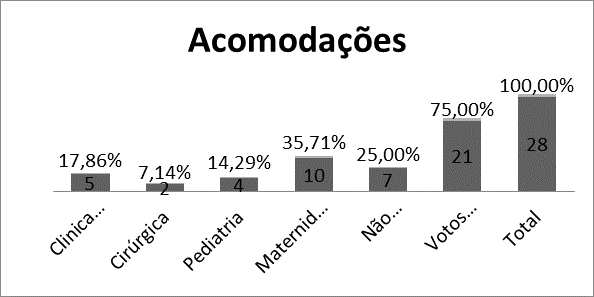 Acomodações
100,00%
75,00%
35,71%
25,00%
17,86%
14,29%
7,14%
5
2
4
10
7
21
28
Clinica...
Cirúrgica
Pediatria
Maternid...
Não...
Votos...
Total